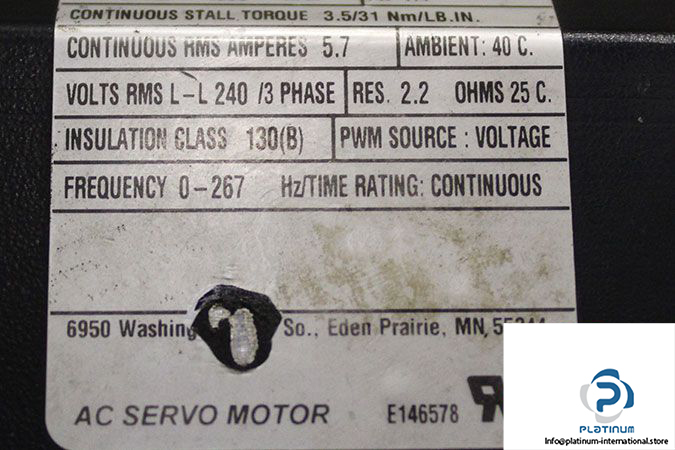 CONTINUOUS STALL TORQUE 3.5/31 Nm/LB.IN.
CONTINUOUS RMS AMPERES 5.7 AMBIENT: 40 C.
VOLTS RMS L-L 240 /3 PHASE RES. 2.2 OHMS 25 C.
INSULATION CLASS 130(B) PWM SOURCE : VOLTAGE
FREQUENCY 0-267 Hz/TIME RATING: CONTINUOUS
6950 So., Eden Prairie, MN,
AC SERVO MOTOR E146578
PLATINUM
Info@platinum-international.store